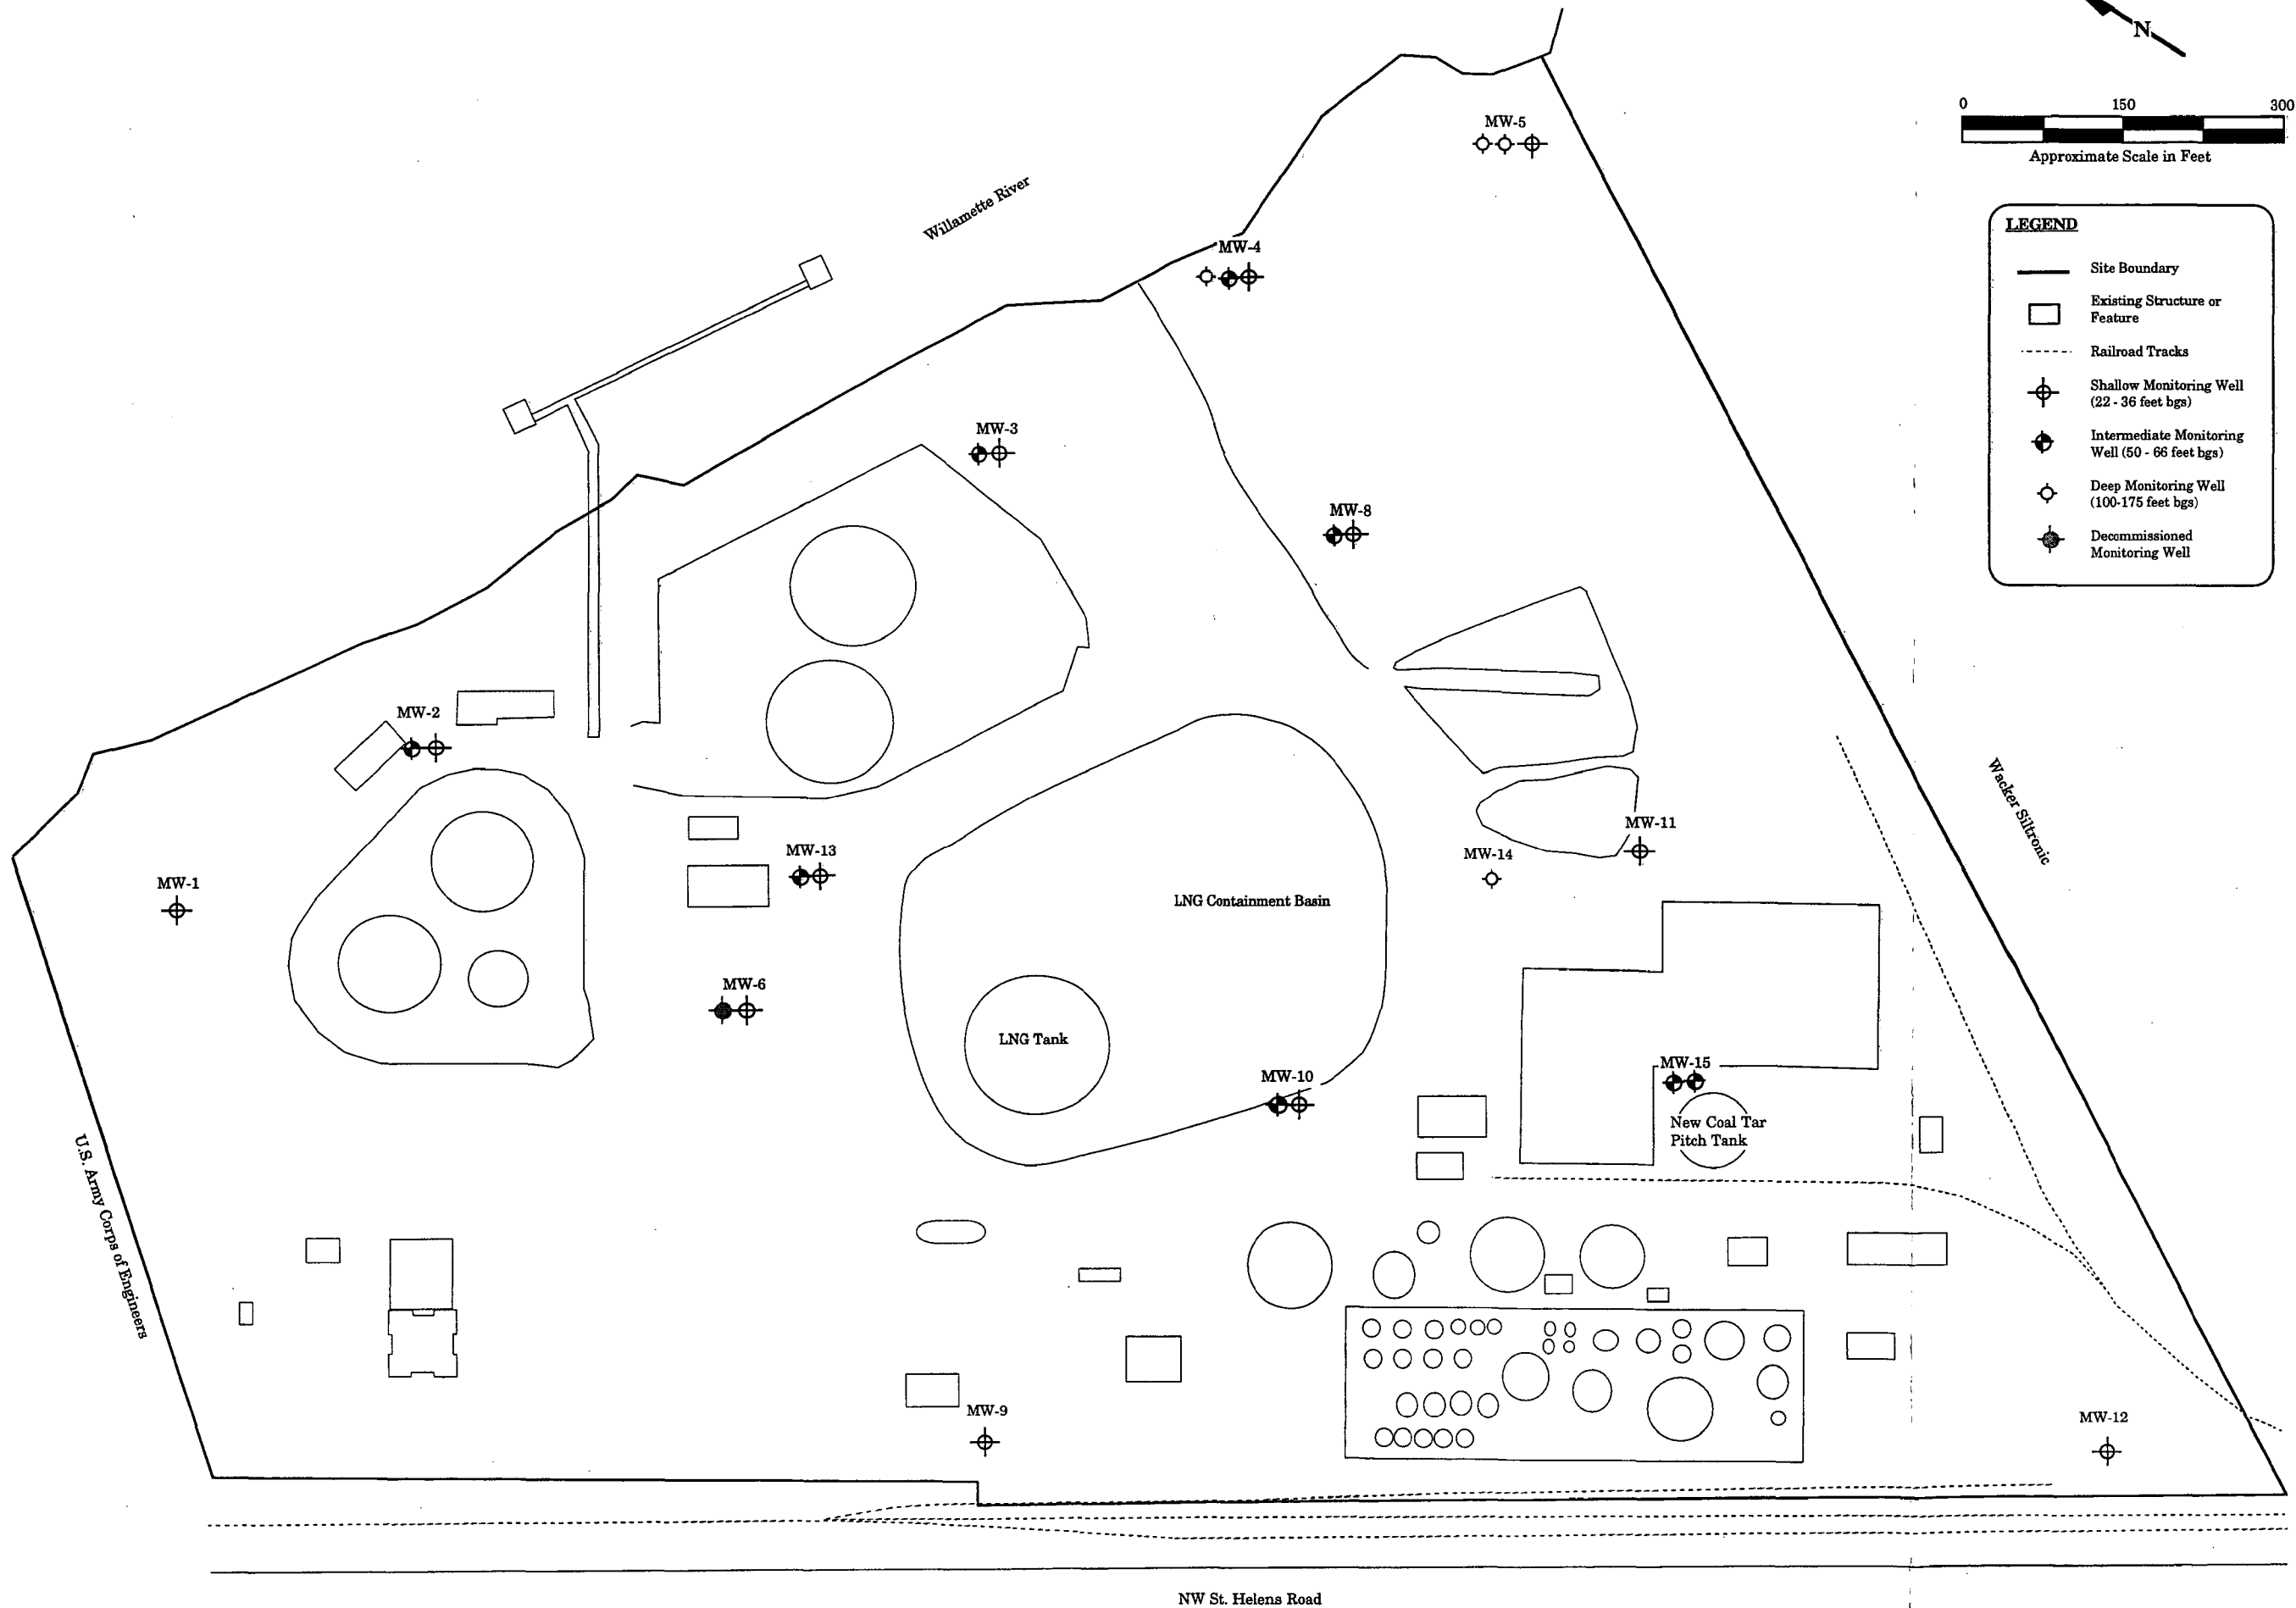 N
0 150 300
Approximate Scale in Feet
LEGEND
Site Boundary
Existing Structure or
Feature
Railroad Tracks
Shallow Monitoring Well
(22 - 36 feet bgs)
Intermediate Monitoring
Well (50 - 66 feet bgs)
Deep Monitoring Well
(100-175 feet bgs)
Decommissioned
Monitoring Well
MW-5
Willamette River
MW-4
MW-3
MW-8
MW-2
Wacker Siltronic
MW-11
MW-13
MW-14
MW-1
LNG Containment Basin
MW-6
LNG Tank
MW-15
MW-10
New Coal Tar
Pitch Tank
U.S. Army Corps of Engineers
MW-9
MW-12
NW St. Helens Road